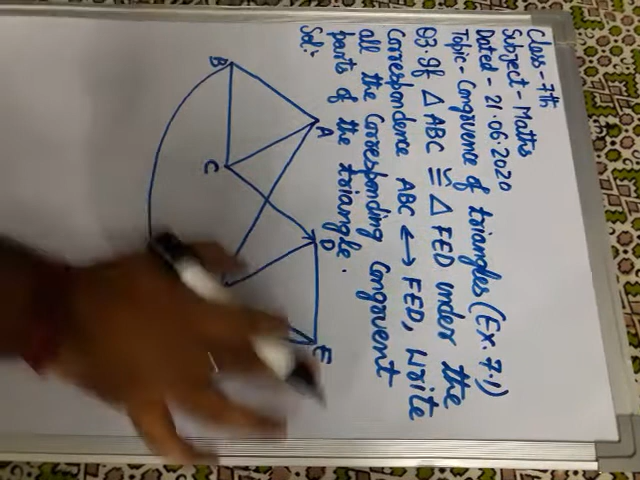 Class - 7th
Subject - Maths
Dated - 21.06.2020
Topic - Congruence of triangles (Ex. 7.1)
Q3. If △ ABC ≅ △ FED under the
Correspondence ABC ↔ FED, Write
all the Corresponding Congruent
parts of the triangle.
Sol:-
A
B
C
D
E